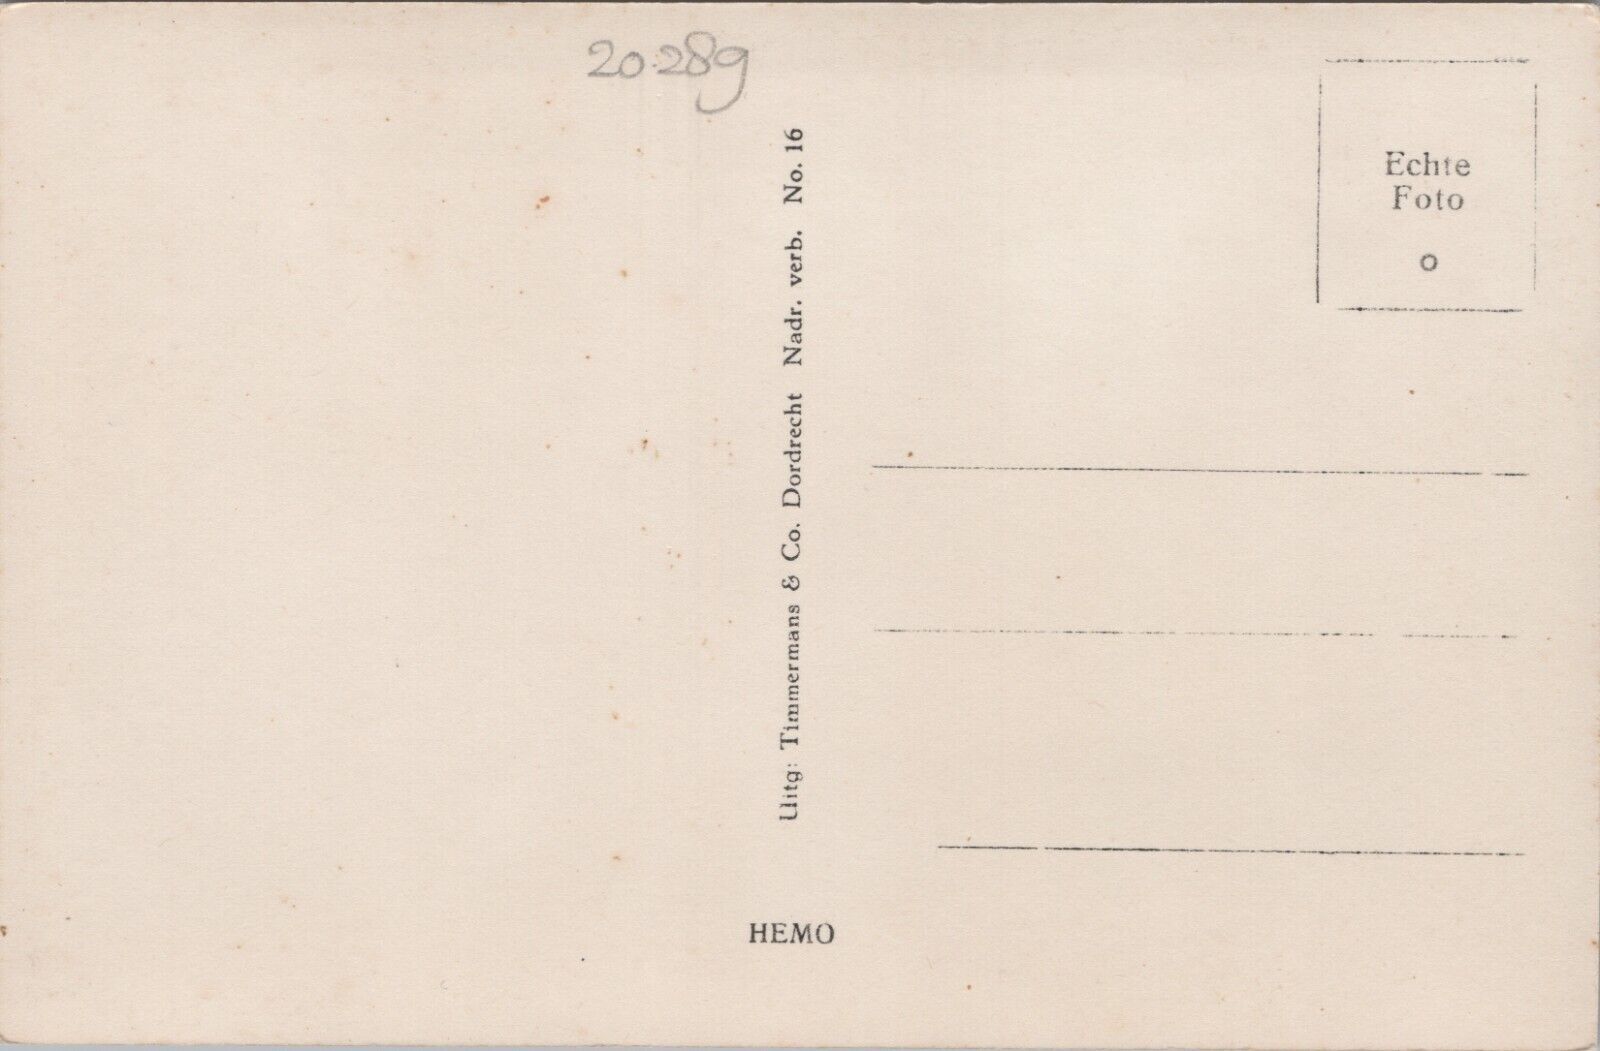 20.289
Uitg: Timmermans & Co. Dordrecht Nadr. verb. No. 16
Echte
Foto
HEMO